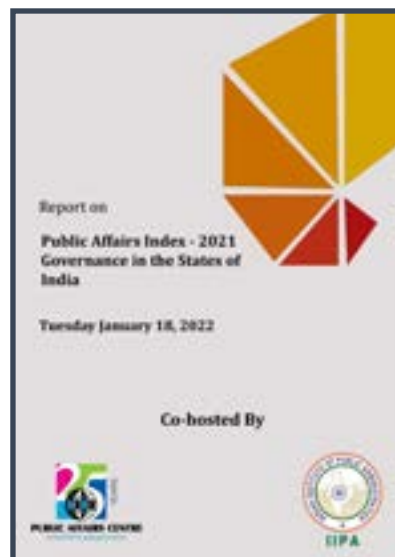 Report on
Public Affairs Index - 2021
Governance in the States of
India
Tuesday January 18, 2022
Co-hosted By
25
PUBLIC AFFAIRS CENTRE
IIPA